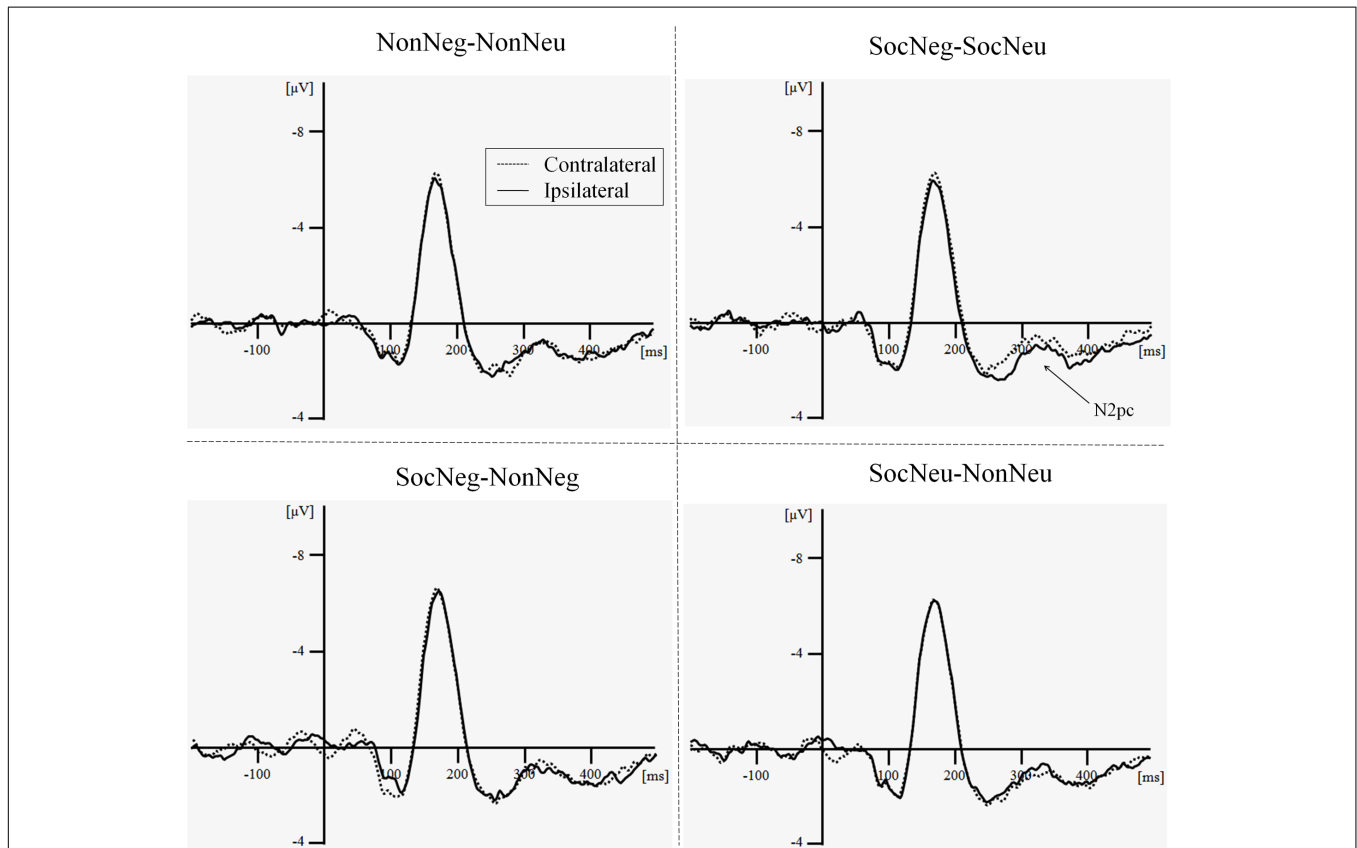 NonNeg-NonNeu
[µV]
-8
Contralateral
Ipsilateral
-4
-100
100
200
300
400
[ms]
-4
SocNeg-SocNeu
[µV]
-8
-4
-100
100
200
300
400
[ms]
N2pc
-4
SocNeg-NonNeg
[µV]
-8
-4
-100
100
200
300
400
[ms]
-4
SocNeu-NonNeu
[µV]
-8
-4
-100
100
200
300
400
[ms]
-4